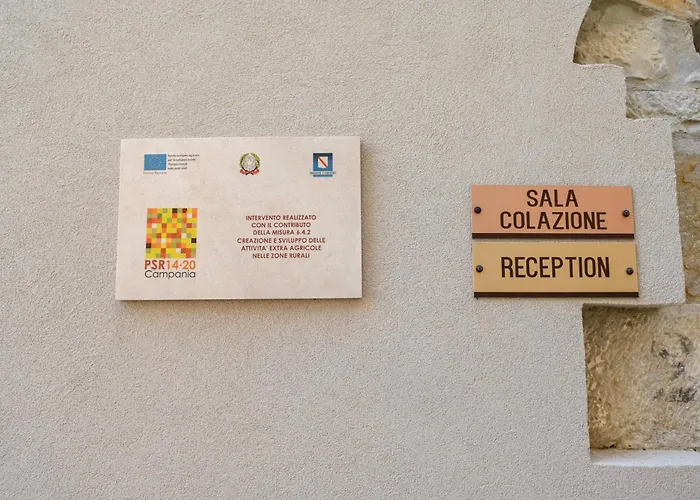 INTERVENTO REALIZZATO
CON IL CONTRIBUTO
DELLA MISURA 6.4.2
CREAZIONE E SVILUPPO DELLE
ATTIVITA' EXTRA AGRICOLE
NELLE ZONE RURALI
PSR14-20
Campania
SALA
COLAZIONE
RECEPTION